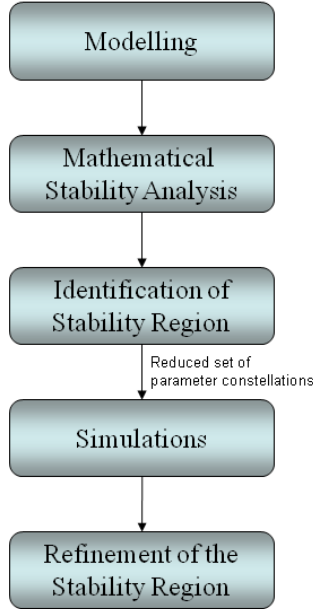 Modelling
Mathematical
Stability Analysis
Identification of
Stability Region
Reduced set of
parameter constellations
Simulations
Refinement of the
Stability Region